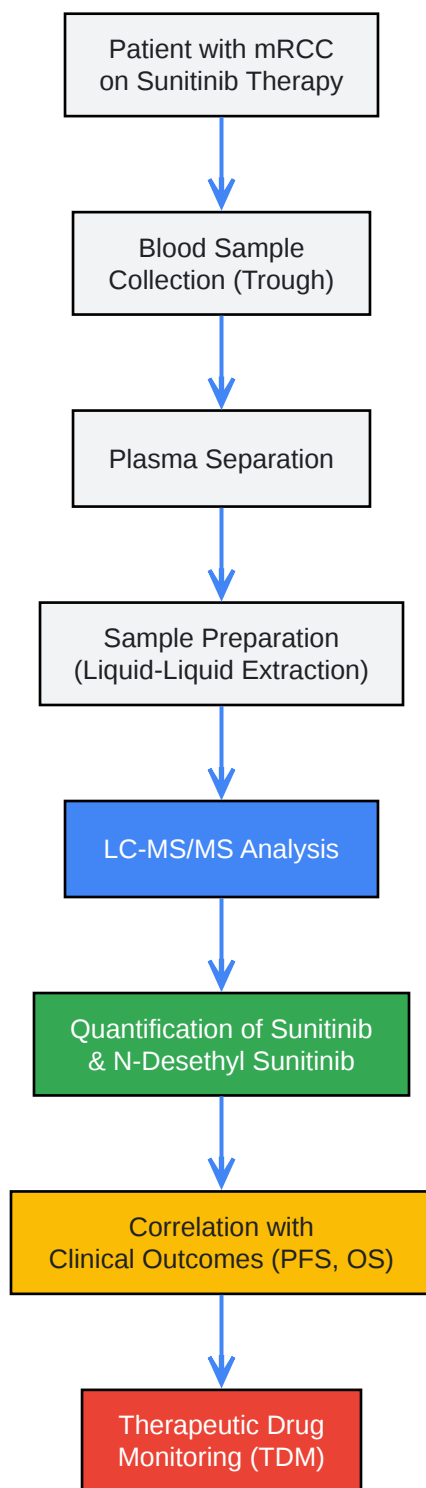 Patient with mRCC
on Sunitinib Therapy
Blood Sample
Collection (Trough)
Plasma Separation
Sample Preparation
(Liquid-Liquid Extraction)
LC-MS/MS Analysis
Quantification of Sunitinib
& N-Desethyl Sunitinib
Correlation with
Clinical Outcomes (PFS, OS)
Therapeutic Drug
Monitoring (TDM)